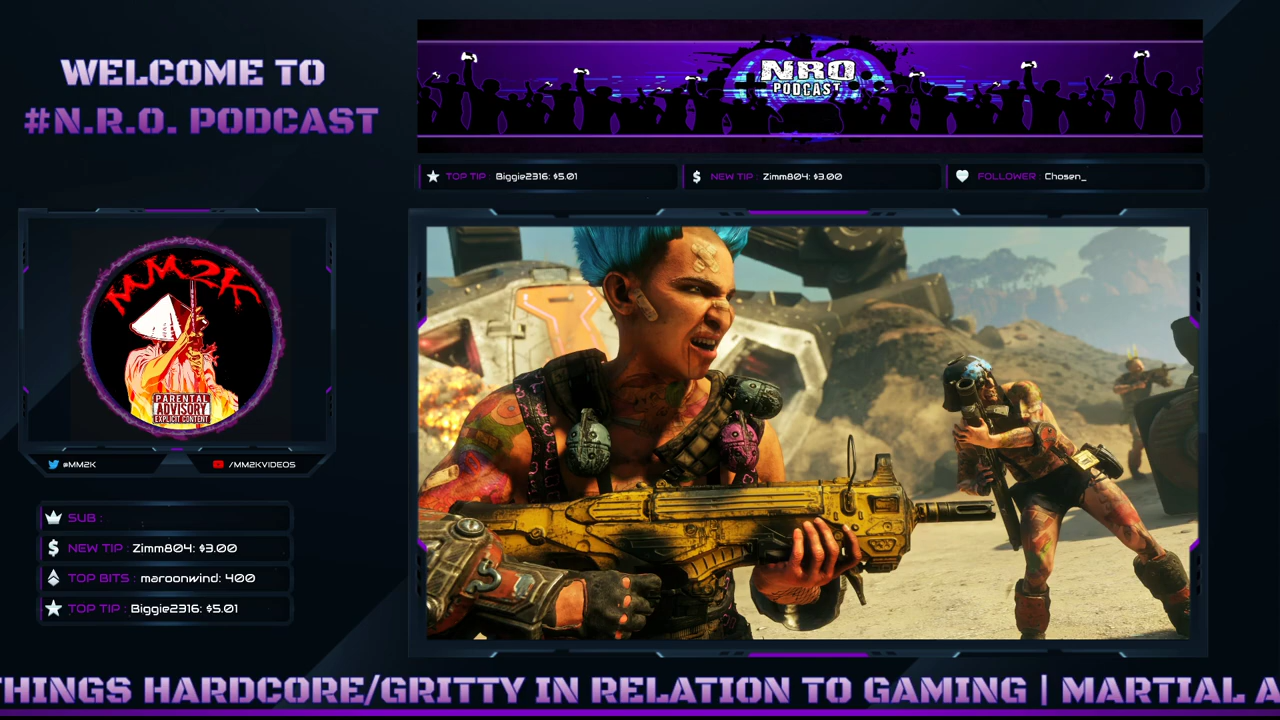 WELCOME TO
#N.R.O. PODCAST
NRO
PODCAST
TOP TIP : Biggie2316: $5.01
NEW TIP : Zimm804: $3.00
FOLLOWER : Chosen_
MM2K
PARENTAL
ADVISORY
EXPLICIT CONTENT
@MM2K
/MM2KVIDEOS
SUB :
NEW TIP : Zimm804: $3.00
TOP BITS : maroonwind: 400
TOP TIP : Biggie2316: $5.01
THINGS HARDCORE/GRITTY IN RELATION TO GAMING | MARTIAL A